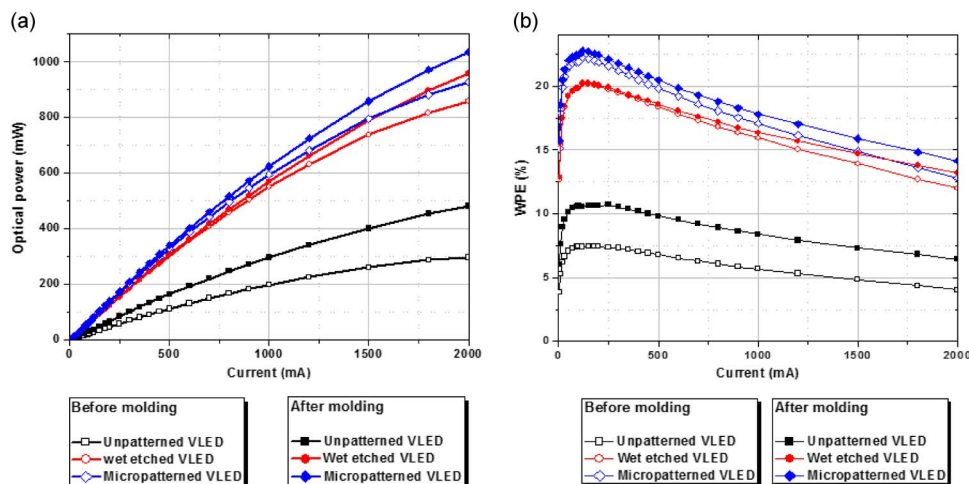 (a)
1000
800
600
400
200
0
Optical power (mW)
0 500 1000 1500 2000
Current (mA)
Before molding
Unpatterned VLED
wet etched VLED
Micropatterned VLED
After molding
Unpatterned VLED
Wet etched VLED
Micropatterned VLED
(b)
20
15
10
5
0
WPE (%)
0 500 1000 1500 2000
Current (mA)
Before molding
Unpatterned VLED
Wet etched VLED
Micropatterned VLED
After molding
Unpatterned VLED
Wet etched VLED
Micropatterned VLED